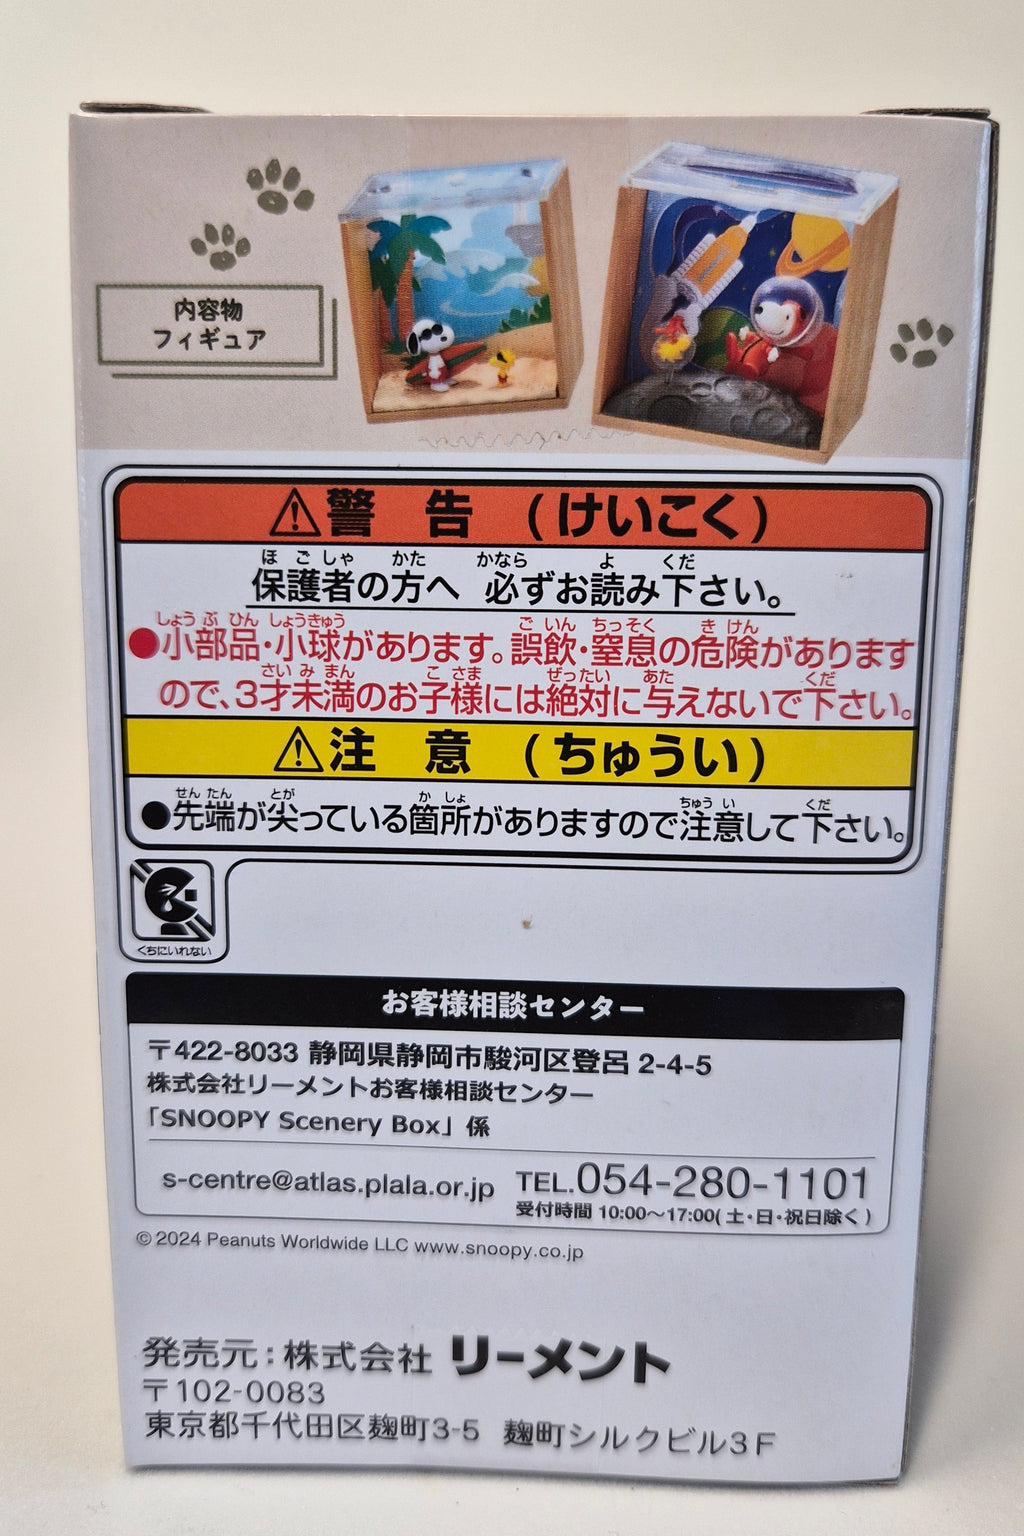 内容物
フィギュア
⚠警告(けいこく)
ほごしゃ かた かなら よ くだ
保護者の方へ 必ずお読み下さい。
しょうぶひん しょうきゅう ごいん ちっそく きけん
●小部品・小球があります。誤飲・窒息の危険があります
さいみまん こさま ぜったい あた くだ
ので、3才未満のお子様には絶対に与えないで下さい。
⚠注意(ちゅうい)
せんたん とが かしょ ちゅうい くだ
●先端が尖っている箇所がありますので注意して下さい。
くちにいれない
お客様相談センター
〒422-8033 静岡県静岡市駿河区登呂 2-4-5
株式会社リーメントお客様相談センター
「SNOOPY Scenery Box」係
s-centre@atlas.plala.or.jp TEL.054-280-1101
受付時間 10:00～17:00(土・日・祝日除く)
© 2024 Peanuts Worldwide LLC www.snoopy.co.jp
発売元：株式会社 リーメント
〒102-0083
東京都千代田区麹町3-5 麹町シルクビル3F